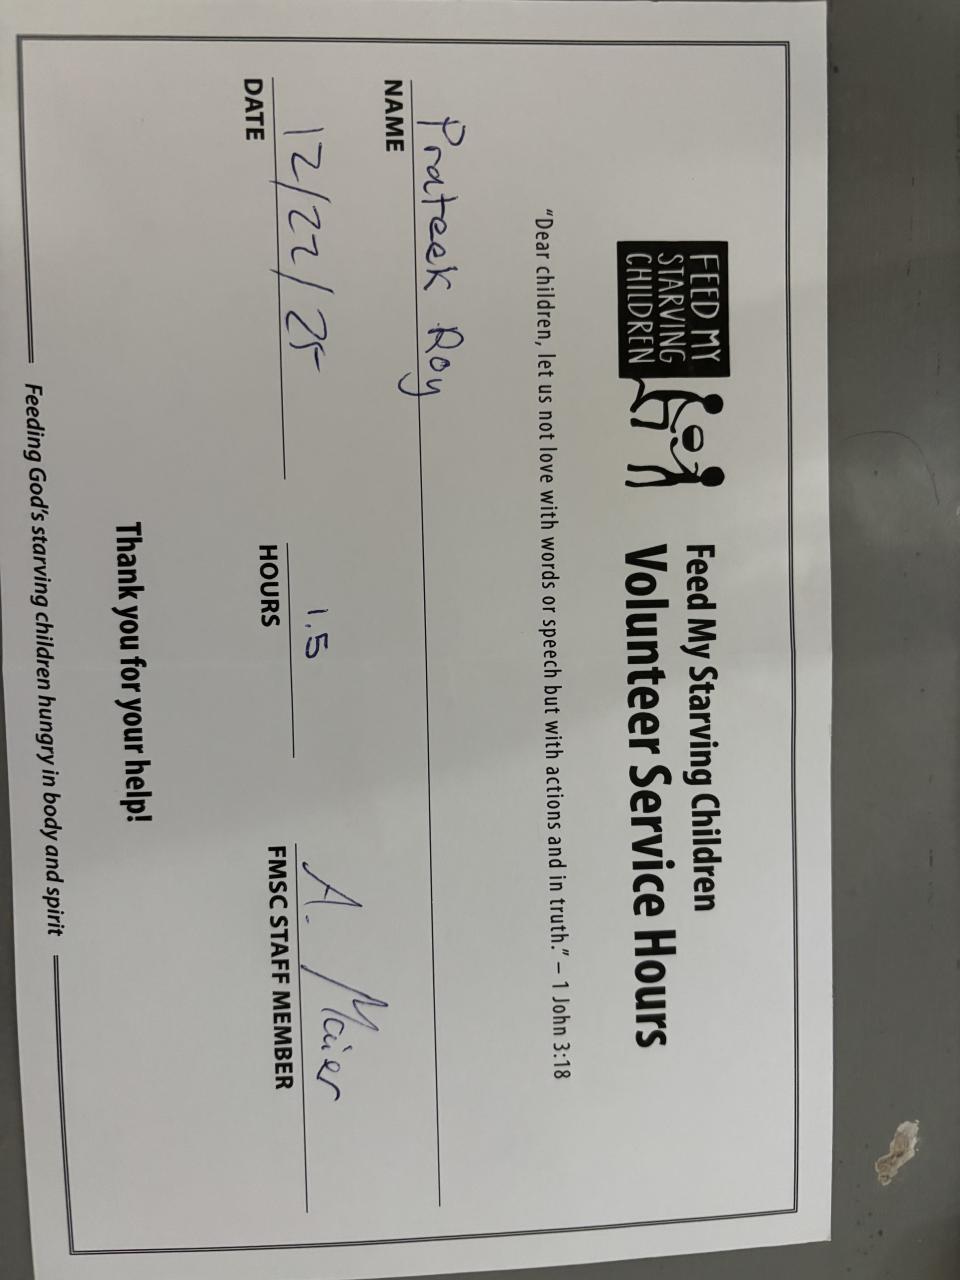 FEED MY
STARVING
CHILDREN
Feed My Starving Children
Volunteer Service Hours
"Dear children, let us not love with words or speech but with actions and in truth." – 1 John 3:18
Prateek Roy
NAME
12/22/25 1.5 A. Maier
DATE HOURS FMSC STAFF MEMBER
Thank you for your help!
Feeding God's starving children hungry in body and spirit